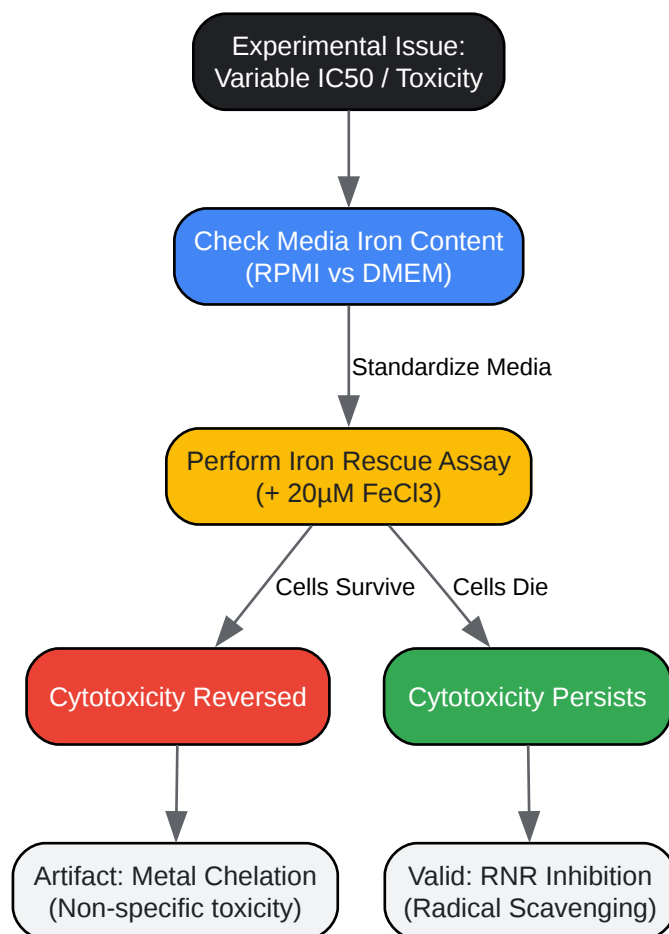 Experimental Issue:
Variable IC50 / Toxicity
Check Media Iron Content
(RPMI vs DMEM)
Standardize Media
Perform Iron Rescue Assay
(+ 20µM FeCl3)
Cells Survive
Cells Die
Cytotoxicity Reversed
Cytotoxicity Persists
Artifact: Metal Chelation
(Non-specific toxicity)
Valid: RNR Inhibition
(Radical Scavenging)